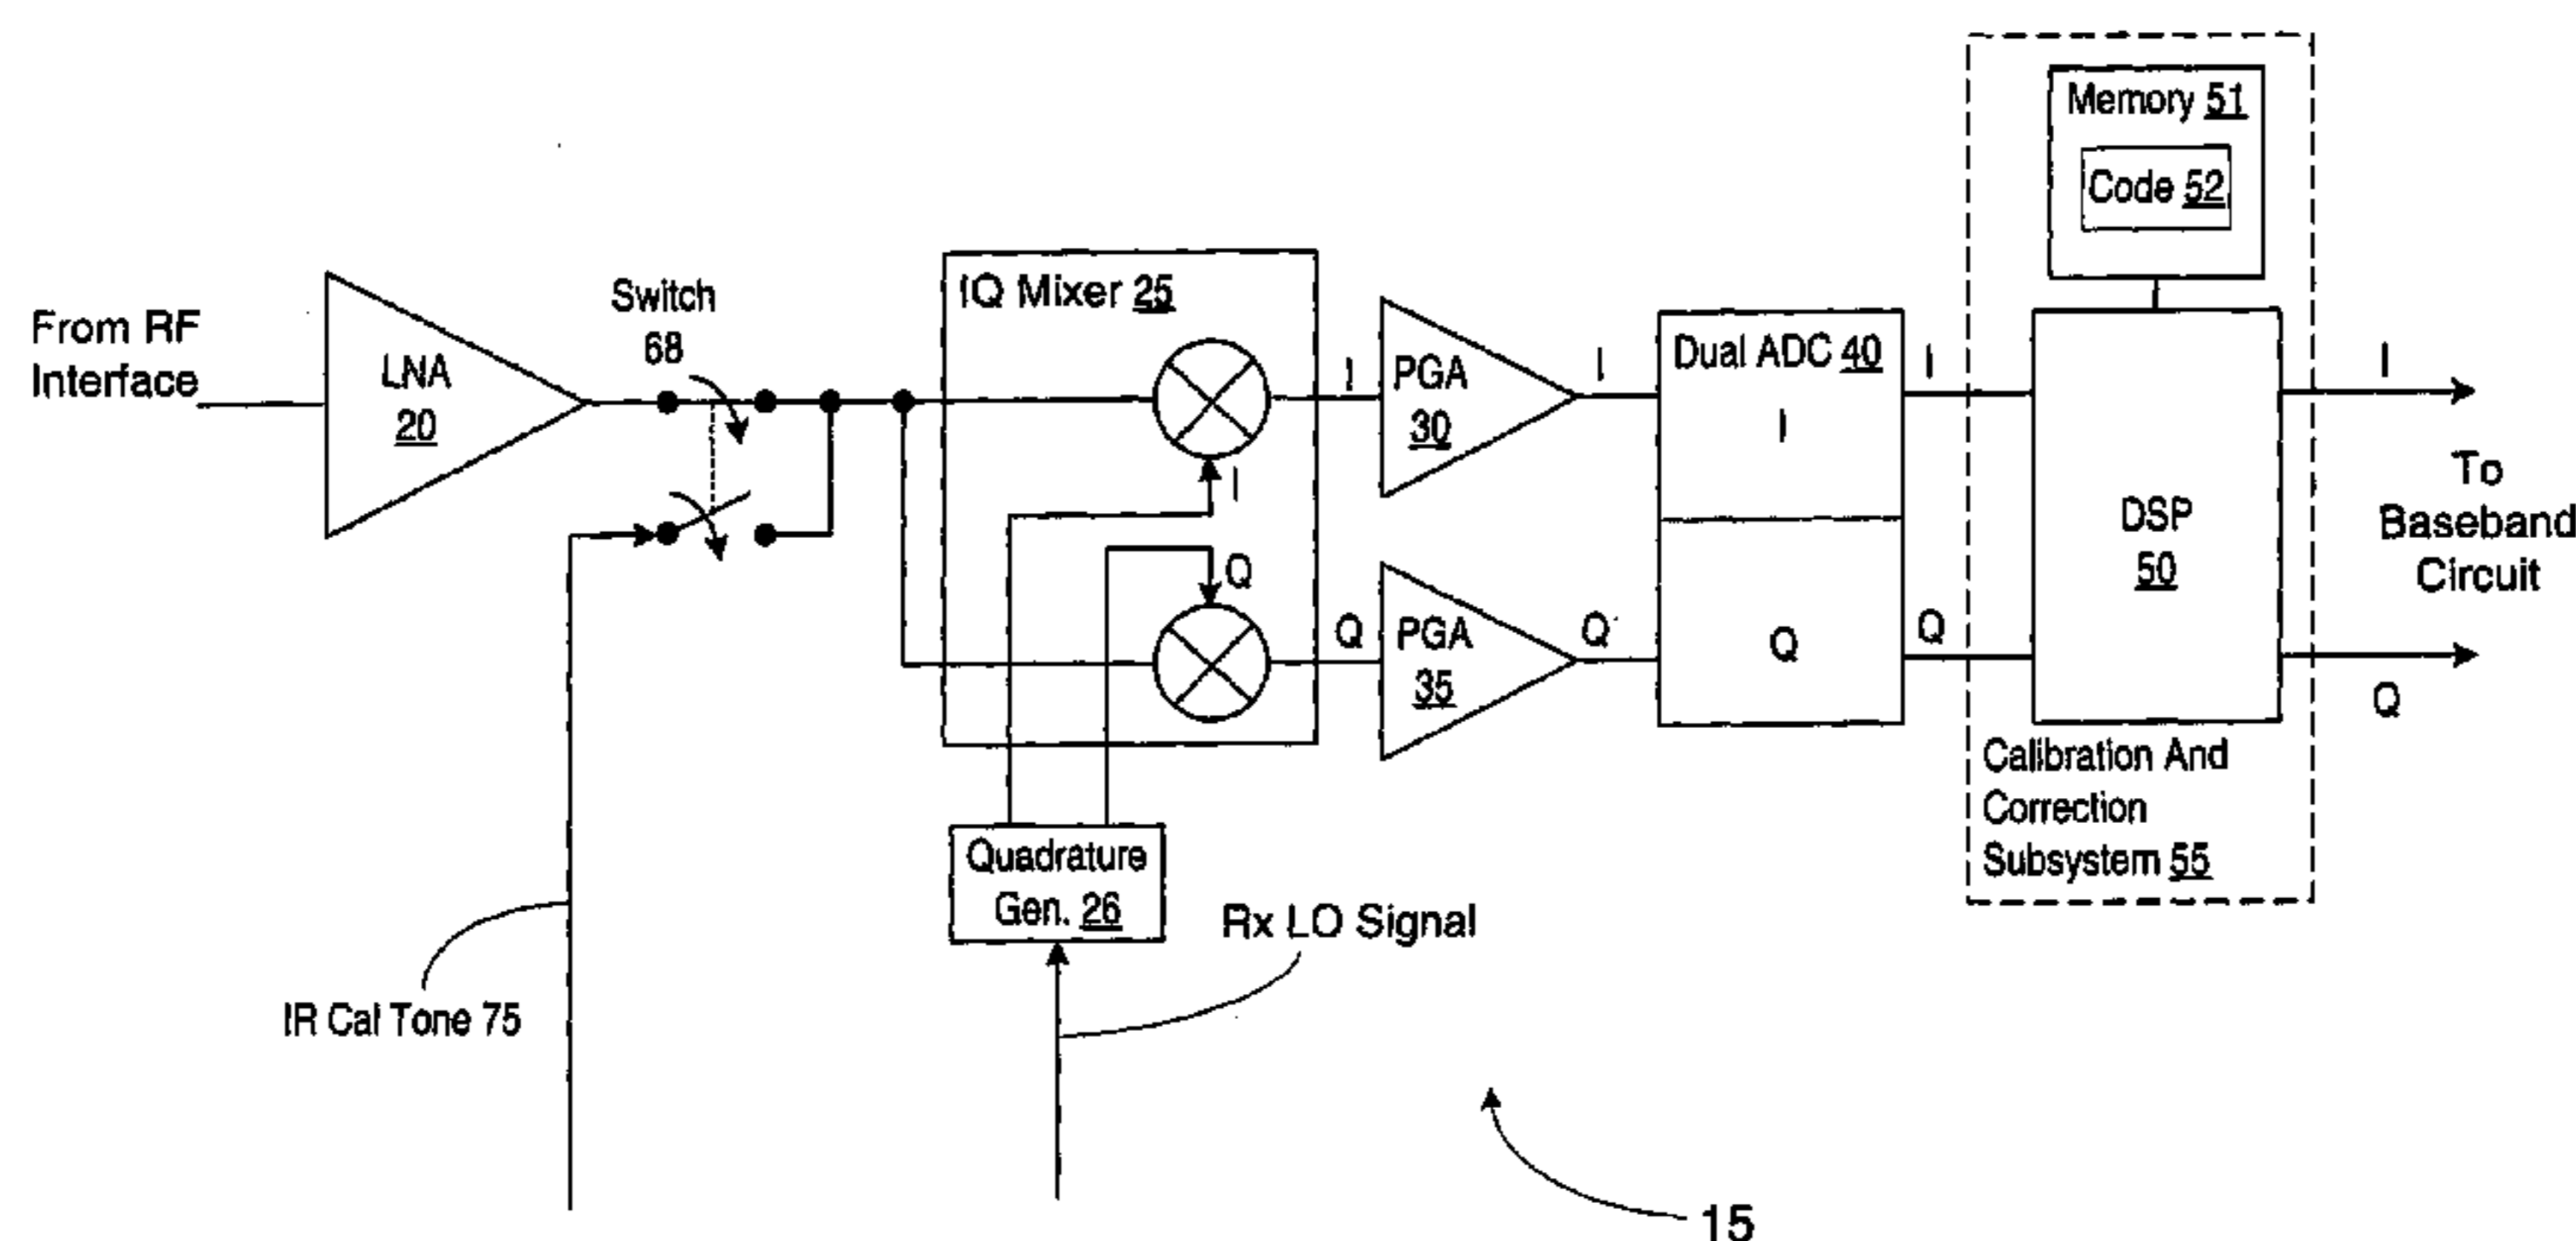 From RF
Interface
LNA
20
Switch
68
IR Cal Tone 75
IQ Mixer 25
I
Q
Quadrature
Gen. 26
Rx LO Signal
I
PGA
30
I
Q
PGA
35
Q
Dual ADC 40
I
Q
I
Q
Memory 51
Code 52
DSP
50
Calibration And
Correction
Subsystem 55
I
To
Baseband
Circuit
Q
15